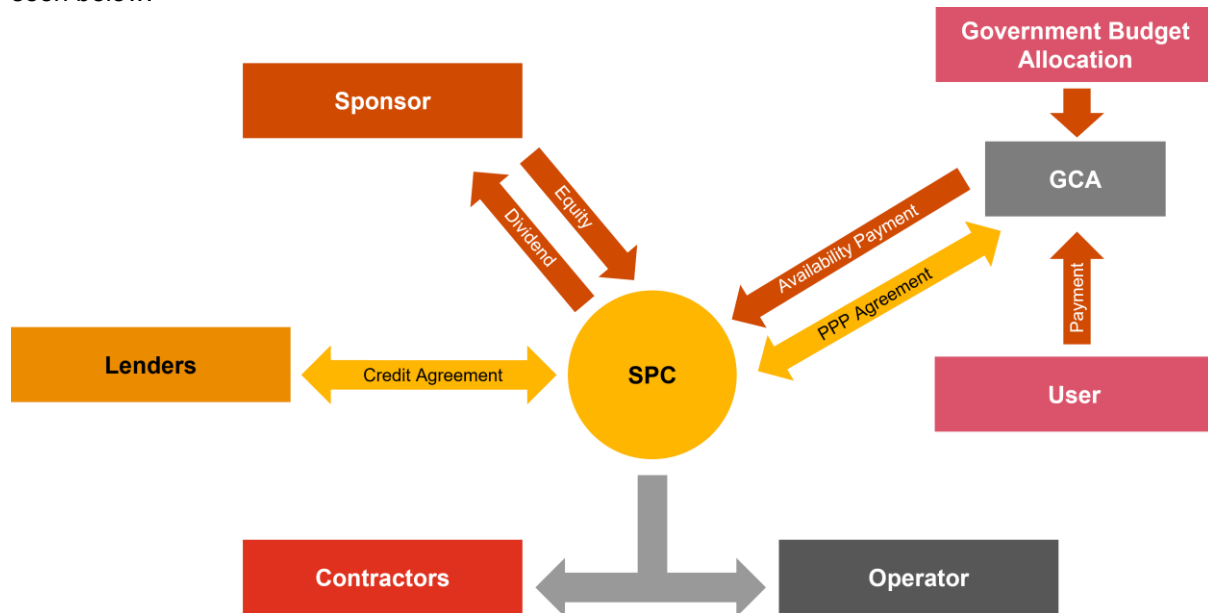 Government Budget
Allocation
Sponsor
GCA
Equity
Dividend
Availability Payment
PPP Agreement
Payment
Lenders
Credit Agreement
SPC
User
Contractors
Operator